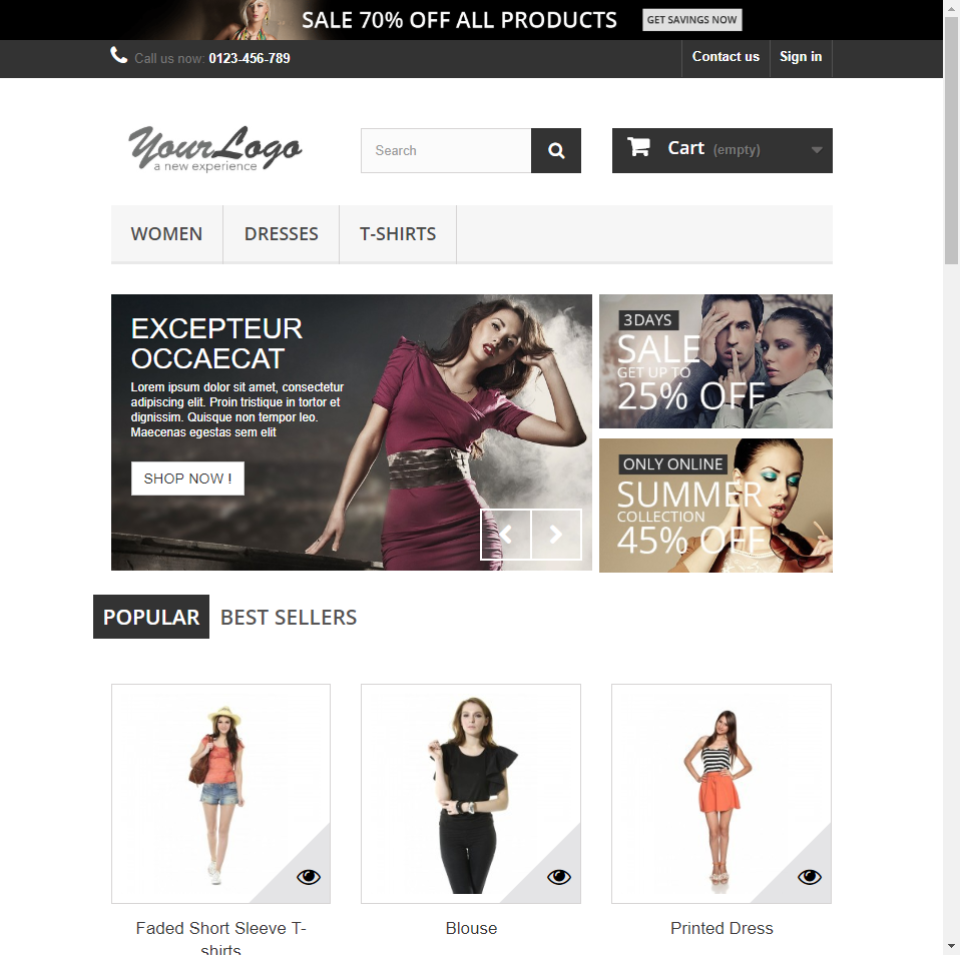 SALE 70% OFF ALL PRODUCTS GET SAVINGS NOW
Call us now: 0123-456-789 Contact us Sign in
YourLogo
a new experience
Search
Cart (empty)
WOMEN DRESSES T-SHIRTS
EXCEPTEUR
OCCAECAT
Lorem ipsum dolor sit amet, consectetur
adipiscing elit. Proin tristique in tortor et
dignissim. Quisque non tempor leo.
Maecenas egestas sem elit
SHOP NOW !
3DAYS
SALE
GET UP TO
25% OFF
ONLY ONLINE
SUMMER
COLLECTION
45% OFF
POPULAR BEST SELLERS
Faded Short Sleeve T-
shirts
Blouse
Printed Dress